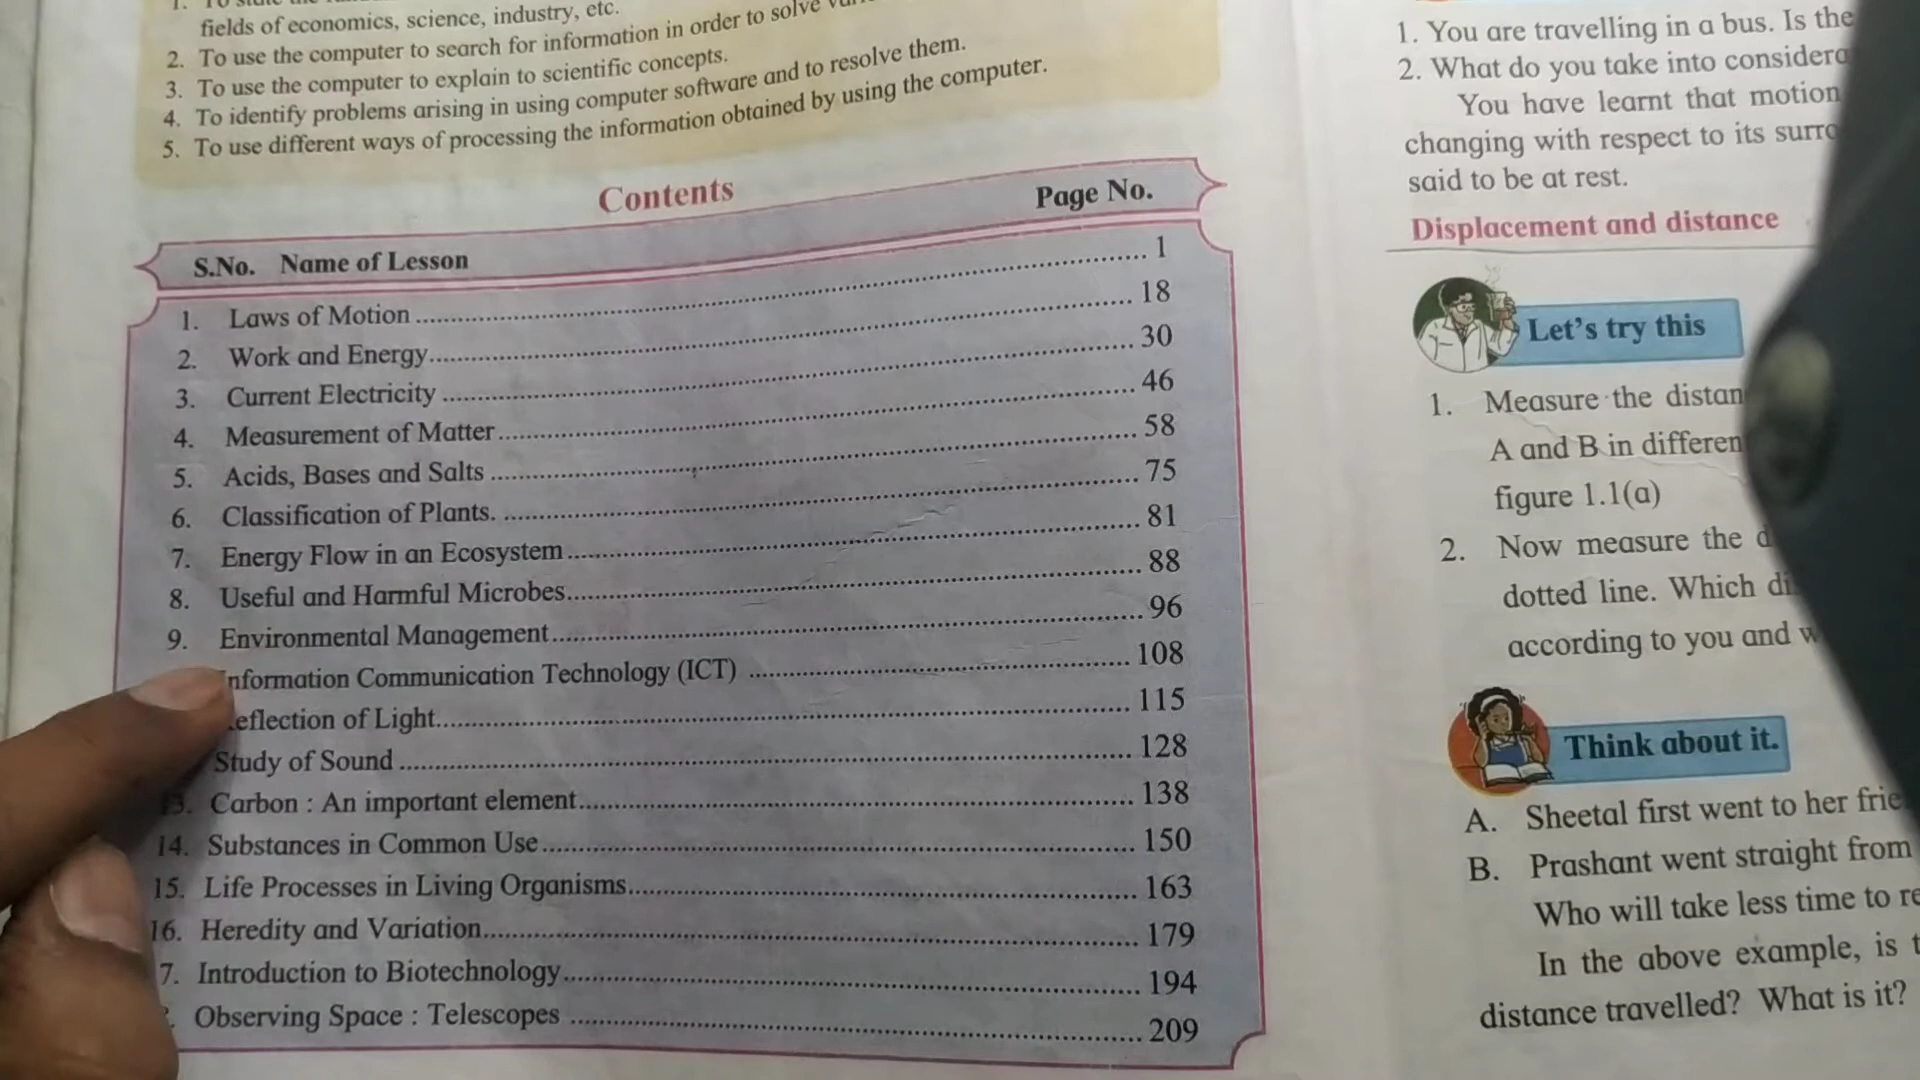 fields of economics, science, industry, etc.
2. To use the computer to search for information in order to solve
3. To use the computer to explain to scientific concepts.
4. To identify problems arising in using computer software and to resolve them.
5. To use different ways of processing the information obtained by using the computer.
Contents
Page No.
S.No. Name of Lesson
1. Laws of Motion ........ 1
2. Work and Energy........ 18
3. Current Electricity ........ 30
4. Measurement of Matter........ 46
5. Acids, Bases and Salts ........ 58
6. Classification of Plants. ........ 75
7. Energy Flow in an Ecosystem ........ 81
8. Useful and Harmful Microbes........ 88
9. Environmental Management........ 96
nformation Communication Technology (ICT) ........ 108
eflection of Light........ 115
Study of Sound ........ 128
13. Carbon : An important element........ 138
14. Substances in Common Use........ 150
15. Life Processes in Living Organisms........ 163
16. Heredity and Variation........ 179
7. Introduction to Biotechnology........ 194
Observing Space : Telescopes ........ 209
1. You are travelling in a bus. Is the
2. What do you take into considera
You have learnt that motion
changing with respect to its surro
said to be at rest.
Displacement and distance
Let's try this
1. Measure the distan
A and B in differen
figure 1.1(a)
2. Now measure the d
dotted line. Which di
according to you and w
Think about it.
A. Sheetal first went to her frie
B. Prashant went straight from
Who will take less time to re
In the above example, is t
distance travelled? What is it?